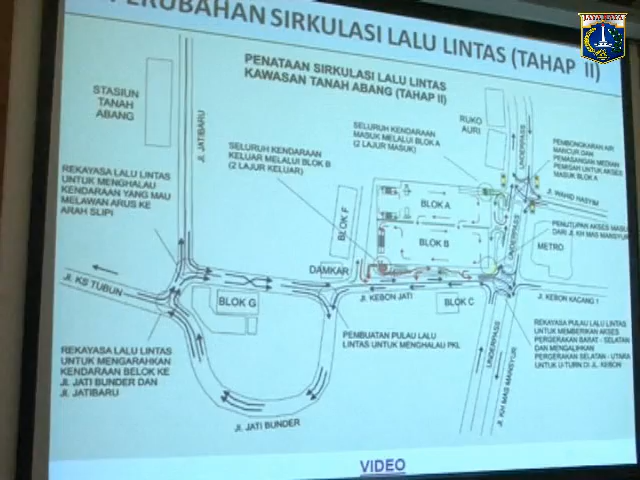 PERUBAHAN SIRKULASI LALU LINTAS (TAHAP II)
JAYA RAYA
PENATAAN SIRKULASI LALU LINTAS
KAWASAN TANAH ABANG (TAHAP II)
STASIUN
TANAH
ABANG
JL JATIBARU
SELURUH KENDARAAN
KELUAR MELALUI BLOK B
(2 LAJUR KELUAR)
SELURUH KENDARAAN
MASUK MELALUI BLOK A
(2 LAJUR MASUK)
RUKO
AURI
UNDERPASS
PEMBONGKARAN AIR
MANCUR DAN
PEMASANGAN MEDIAN
PEMISAH UNTUK AKSES
MASUK BLOK A
JL WAHID HASYIM
REKAYASA LALU LINTAS
UNTUK MENGHALAU
KENDARAAN YANG MAU
MELAWAN ARUS KE
ARAH SLIPI
BLOK F
BLOK A
BLOK B
UNDERPASS
PENUTUPAN AKSES MASU
DARI JL KH MAS MANSYUR
METRO
DAMKAR
JL KS TUBUN
BLOK G
JL KEBON JATI
BLOK C
JL KEBON KACANG 1
PEMBUATAN PULAU LALU
LINTAS UNTUK MENGHALAU PKL
REKAYASA PULAU LALU LINTAS
UNTUK MEMBERIKAN AKSES
PERGERAKAN BARAT - SELATAN
DAN MENGALIHKAN
PERGERAKAN SELATAN - UTARA
UNTUK U-TURN DI JL. KEBON
REKAYASA LALU LINTAS
UNTUK MENGARAHKAN
KENDARAAN BELOK KE
JL JATI BUNDER DAN
JL JATIBARU
UNDERPASS
JL KH MAS MANSYUR
JL JATI BUNDER
VIDEO